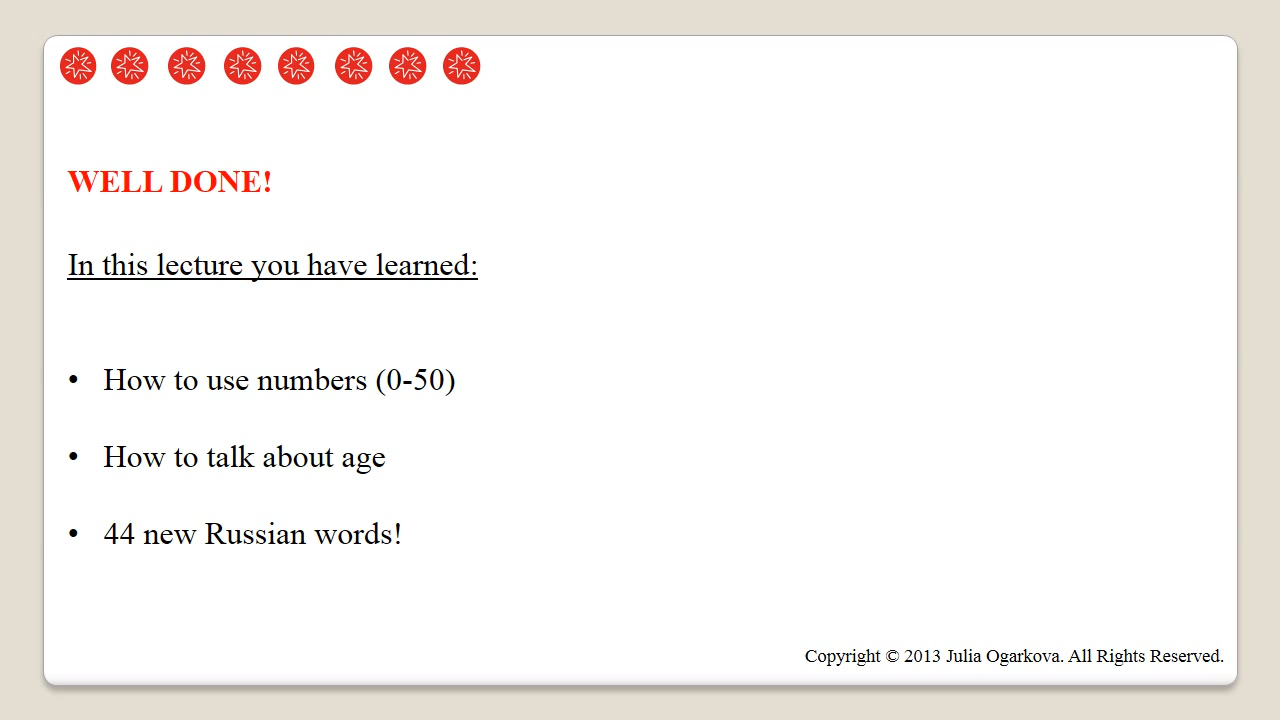 WELL DONE!
In this lecture you have learned:
• How to use numbers (0-50)
• How to talk about age
• 44 new Russian words!
Copyright © 2013 Julia Ogarkova. All Rights Reserved.